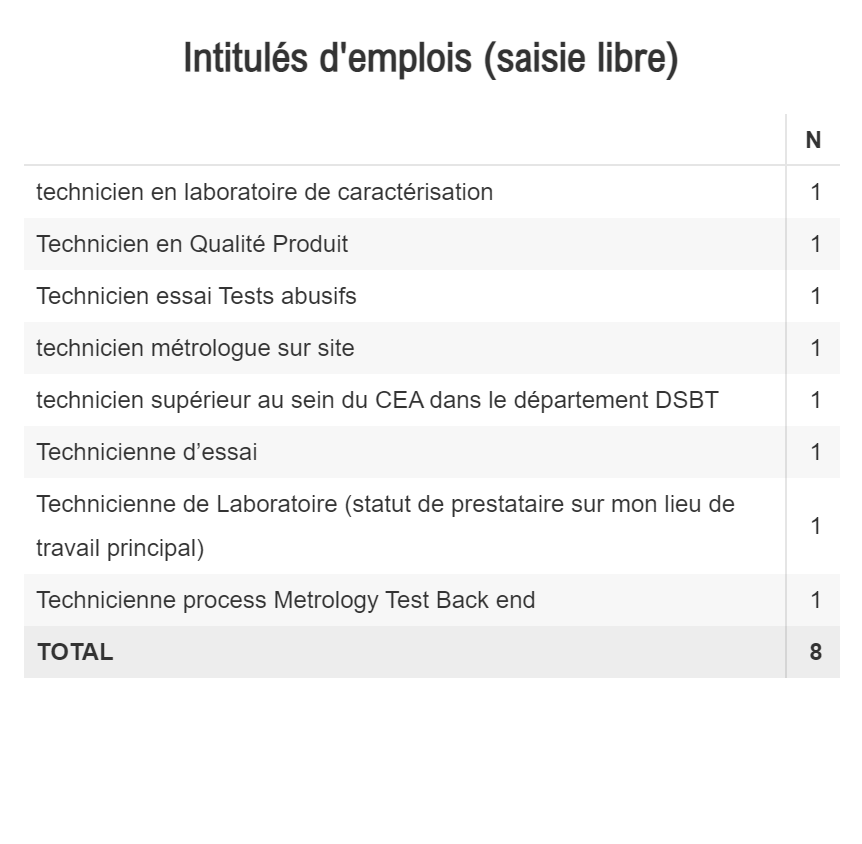 Intitulés d'emplois (saisie libre)
N
technicien en laboratoire de caractérisation 1
Technicien en Qualité Produit 1
Technicien essai Tests abusifs 1
technicien métrologue sur site 1
technicien supérieur au sein du CEA dans le département DSBT 1
Technicienne d’essai 1
Technicienne de Laboratoire (statut de prestataire sur mon lieu de
travail principal) 1
Technicienne process Metrology Test Back end 1
TOTAL 8